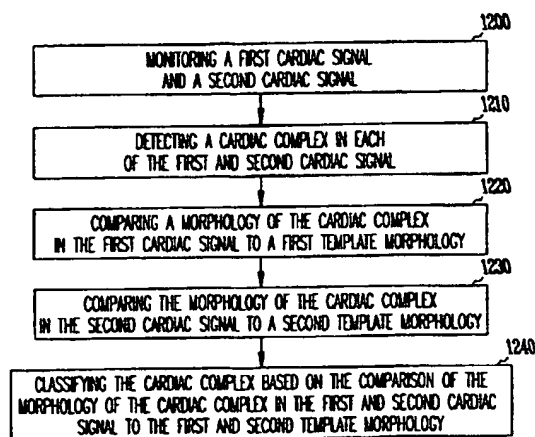 1200
MONITORING A FIRST CARDIAC SIGNAL
AND A SECOND CARDIAC SIGNAL
1210
DETECTING A CARDIAC COMPLEX IN EACH
OF THE FIRST AND SECOND CARDIAC SIGNAL
1220
COMPARING A MORPHOLOGY OF THE CARDIAC COMPLEX
IN THE FIRST CARDIAC SIGNAL TO A FIRST TEMPLATE MORPHOLOGY
1230
COMPARING THE MORPHOLOGY OF THE CARDIAC COMPLEX
IN THE SECOND CARDIAC SIGNAL TO A SECOND TEMPLATE MORPHOLOGY
1240
CLASSIFYING THE CARDIAC COMPLEX BASED ON THE COMPARISON OF THE
MORPHOLOGY OF THE CARDIAC COMPLEX IN THE FIRST AND SECOND CARDIAC
SIGNAL TO THE FIRST AND SECOND TEMPLATE MORPHOLOGY